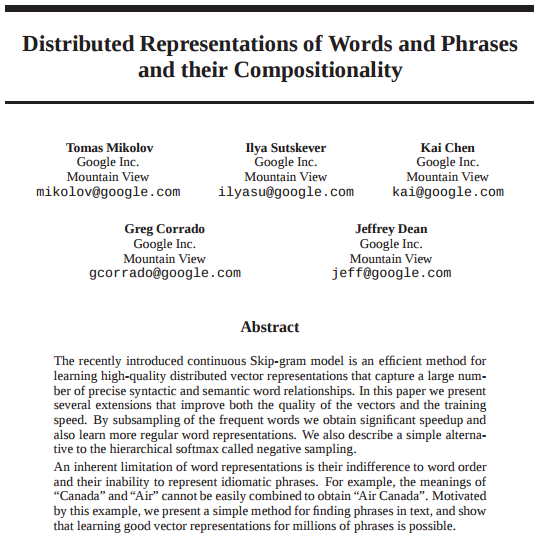 Distributed Representations of Words and Phrases
and their Compositionality
Tomas Mikolov
Google Inc.
Mountain View
mikolov@google.com
Ilya Sutskever
Google Inc.
Mountain View
ilyasu@google.com
Kai Chen
Google Inc.
Mountain View
kai@google.com
Greg Corrado
Google Inc.
Mountain View
gcorrado@google.com
Jeffrey Dean
Google Inc.
Mountain View
jeff@google.com
Abstract
The recently introduced continuous Skip-gram model is an efficient method for
learning high-quality distributed vector representations that capture a large num-
ber of precise syntactic and semantic word relationships. In this paper we present
several extensions that improve both the quality of the vectors and the training
speed. By subsampling of the frequent words we obtain significant speedup and
also learn more regular word representations. We also describe a simple alterna-
tive to the hierarchical softmax called negative sampling.
An inherent limitation of word representations is their indifference to word order
and their inability to represent idiomatic phrases. For example, the meanings of
“Canada” and “Air” cannot be easily combined to obtain “Air Canada”. Motivated
by this example, we present a simple method for finding phrases in text, and show
that learning good vector representations for millions of phrases is possible.